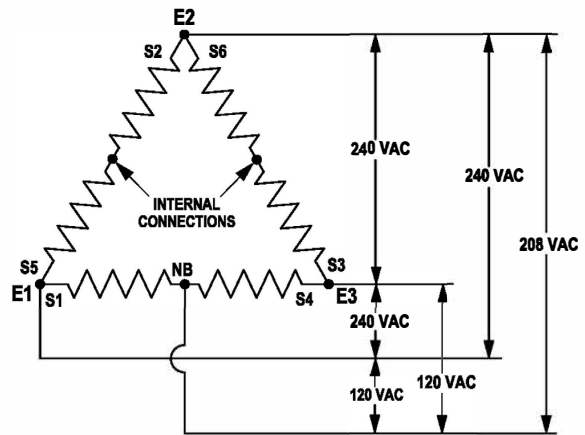 E2
S2
S6
240 VAC
240 VAC
INTERNAL
CONNECTIONS
208 VAC
S5
NB
S3
E1
S1
S4
E3
240 VAC
120 VAC
120 VAC